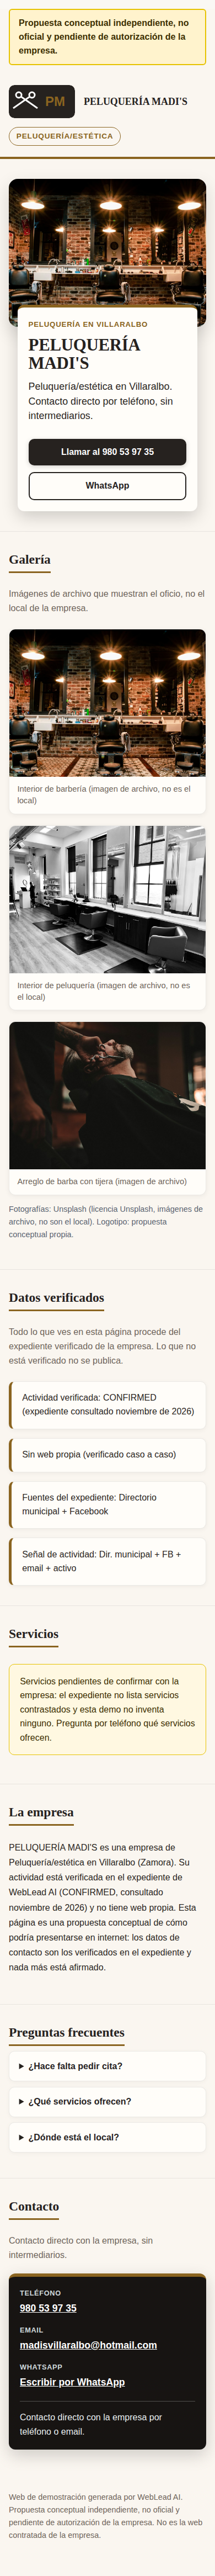 Propuesta conceptual independiente, no
oficial y pendiente de autorización de la
empresa.
PM
PELUQUERÍA MADI'S
PELUQUERÍA/ESTÉTICA
PELUQUERÍA EN VILLARALBO
PELUQUERÍA
MADI'S
Peluquería/estética en Villaralbo.
Contacto directo por teléfono, sin
intermediarios.
Llamar al 980 53 97 35
WhatsApp
Galería
Imágenes de archivo que muestran el oficio, no el
local de la empresa.
Interior de barbería (imagen de archivo, no es el
local)
Interior de peluquería (imagen de archivo, no es
el local)
Arreglo de barba con tijera (imagen de archivo)
Fotografías: Unsplash (licencia Unsplash, imágenes de
archivo, no son el local). Logotipo: propuesta
conceptual propia.
Datos verificados
Todo lo que ves en esta página procede del
expediente verificado de la empresa. Lo que no
está verificado no se publica.
Actividad verificada: CONFIRMED
(expediente consultado noviembre de 2026)
Sin web propia (verificado caso a caso)
Fuentes del expediente: Directorio
municipal + Facebook
Señal de actividad: Dir. municipal + FB +
email + activo
Servicios
Servicios pendientes de confirmar con la
empresa: el expediente no lista servicios
contrastados y esta demo no inventa
ninguno. Pregunta por teléfono qué servicios
ofrecen.
La empresa
PELUQUERÍA MADI'S es una empresa de
Peluquería/estética en Villaralbo (Zamora). Su
actividad está verificada en el expediente de
WebLead AI (CONFIRMED, consultado
noviembre de 2026) y no tiene web propia. Esta
página es una propuesta conceptual de cómo
podría presentarse en internet: los datos de
contacto son los verificados en el expediente y
nada más está afirmado.
Preguntas frecuentes
¿Hace falta pedir cita?
¿Qué servicios ofrecen?
¿Dónde está el local?
Contacto
Contacto directo con la empresa, sin
intermediarios.
TELÉFONO
980 53 97 35
EMAIL
madisvillaralbo@hotmail.com
WHATSAPP
Escribir por WhatsApp
Contacto directo con la empresa por
teléfono o email.
Web de demostración generada por WebLead AI.
Propuesta conceptual independiente, no oficial y
pendiente de autorización de la empresa. No es la web
contratada de la empresa.